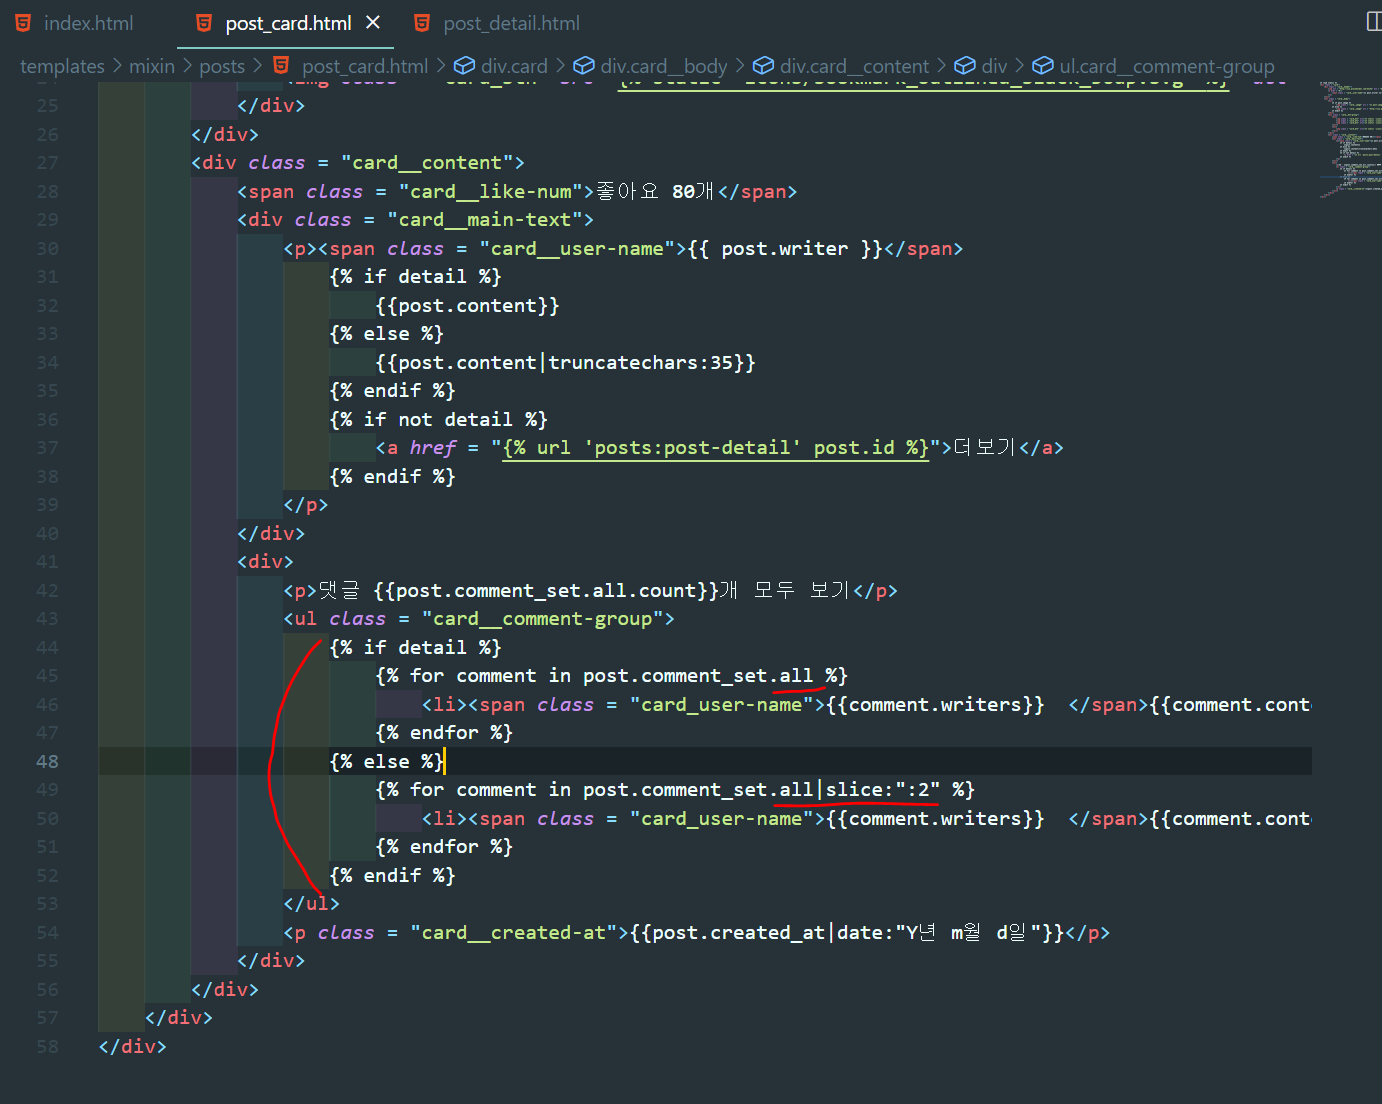 index.html post_card.html × post_detail.html
templates > mixin > posts > post_card.html > div.card > div.card__body > div.card__content > div > ul.card__comment-group
25 </div>
26 </div>
27 <div class = "card__content">
28 <span class = "card__like-num">좋아요 80개</span>
29 <div class = "card__main-text">
30 <p><span class = "card__user-name">{{ post.writer }}</span>
31 {% if detail %}
32 {{post.content}}
33 {% else %}
34 {{post.content|truncatechars:35}}
35 {% endif %}
36 {% if not detail %}
37 <a href = "{% url 'posts:post-detail' post.id %}">더보기</a>
38 {% endif %}
39 </p>
40 </div>
41 <div>
42 <p>댓글 {{post.comment_set.all.count}}개 모두 보기</p>
43 <ul class = "card__comment-group">
44 {% if detail %}
45 {% for comment in post.comment_set.all %}
46 <li><span class = "card_user-name">{{comment.writers}}  </span>{{comment.cont
47 {% endfor %}
48 {% else %}
49 {% for comment in post.comment_set.all|slice:":2" %}
50 <li><span class = "card_user-name">{{comment.writers}}  </span>{{comment.cont
51 {% endfor %}
52 {% endif %}
53 </ul>
54 <p class = "card__created-at">{{post.created_at|date:"Y년 m월 d일"}}</p>
55 </div>
56 </div>
57 </div>
58 </div>